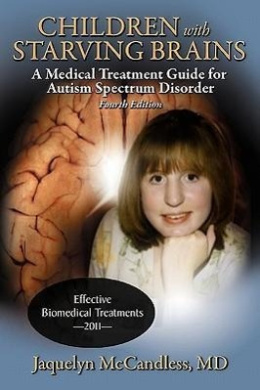 CHILDREN with
STARVING BRAINS
A Medical Treatment Guide for
Autism Spectrum Disorder
Fourth Edition
Effective
Biomedical Treatments
—2011—
Jaquelyn McCandless, MD